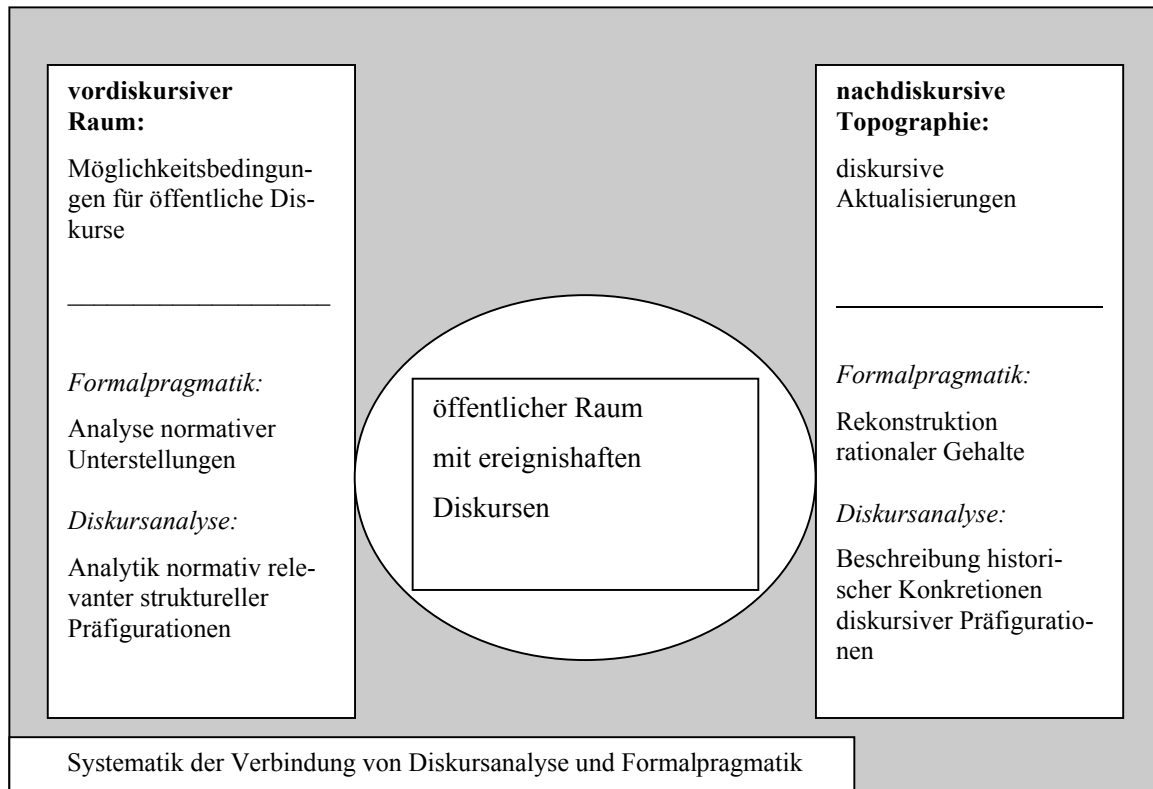 vordiskursiver
Raum:
Möglichkeitsbedingun-
gen für öffentliche Dis-
kurse
Formalpragmatik:
Analyse normativer
Unterstellungen
Diskursanalyse:
Analytik normativ rele-
vanter struktureller
Präfigurationen
öffentlicher Raum
mit ereignishaften
Diskursen
nachdiskursive
Topographie:
diskursive
Aktualisierungen
Formalpragmatik:
Rekonstruktion
rationaler Gehalte
Diskursanalyse:
Beschreibung histori-
scher Konkretionen
diskursiver Präfiguratio-
nen
Systematik der Verbindung von Diskursanalyse und Formalpragmatik